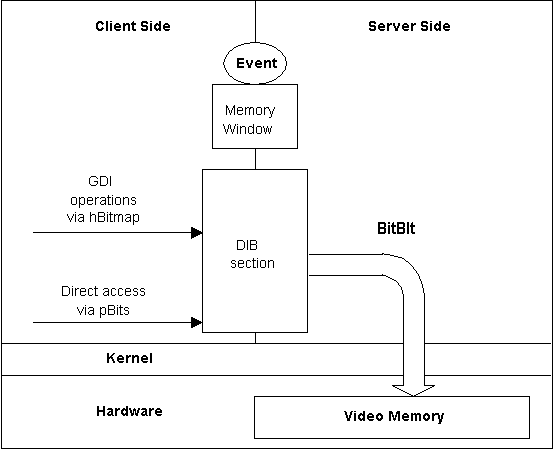 Client Side
Server Side
Event
Memory
Window
GDI
operations
via hBitmap
DIB
section
BitBlt
Direct access
via pBits
Kernel
Hardware
Video Memory